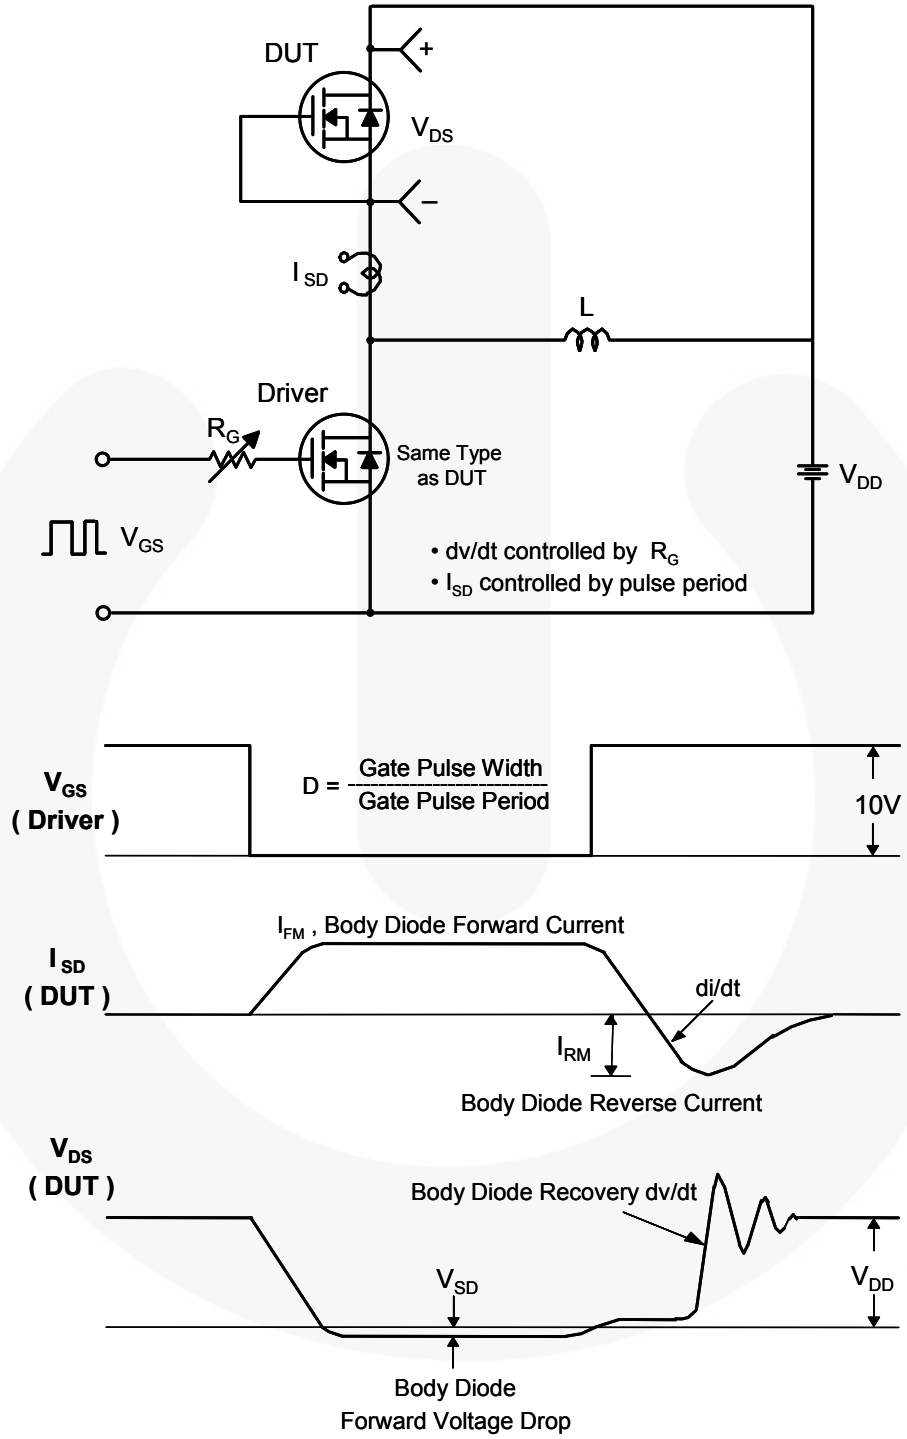 DUT
+
V_DS
−
I_SD
L
Driver
R_G
Same Type
as DUT
V_DD
V_GS
• dv/dt controlled by R_G
• I_SD controlled by pulse period
V_GS
( Driver )
D = Gate Pulse Width
Gate Pulse Period
10V
I_FM , Body Diode Forward Current
I_SD
( DUT )
di/dt
I_RM
Body Diode Reverse Current
V_DS
( DUT )
Body Diode Recovery dv/dt
V_SD
V_DD
Body Diode
Forward Voltage Drop